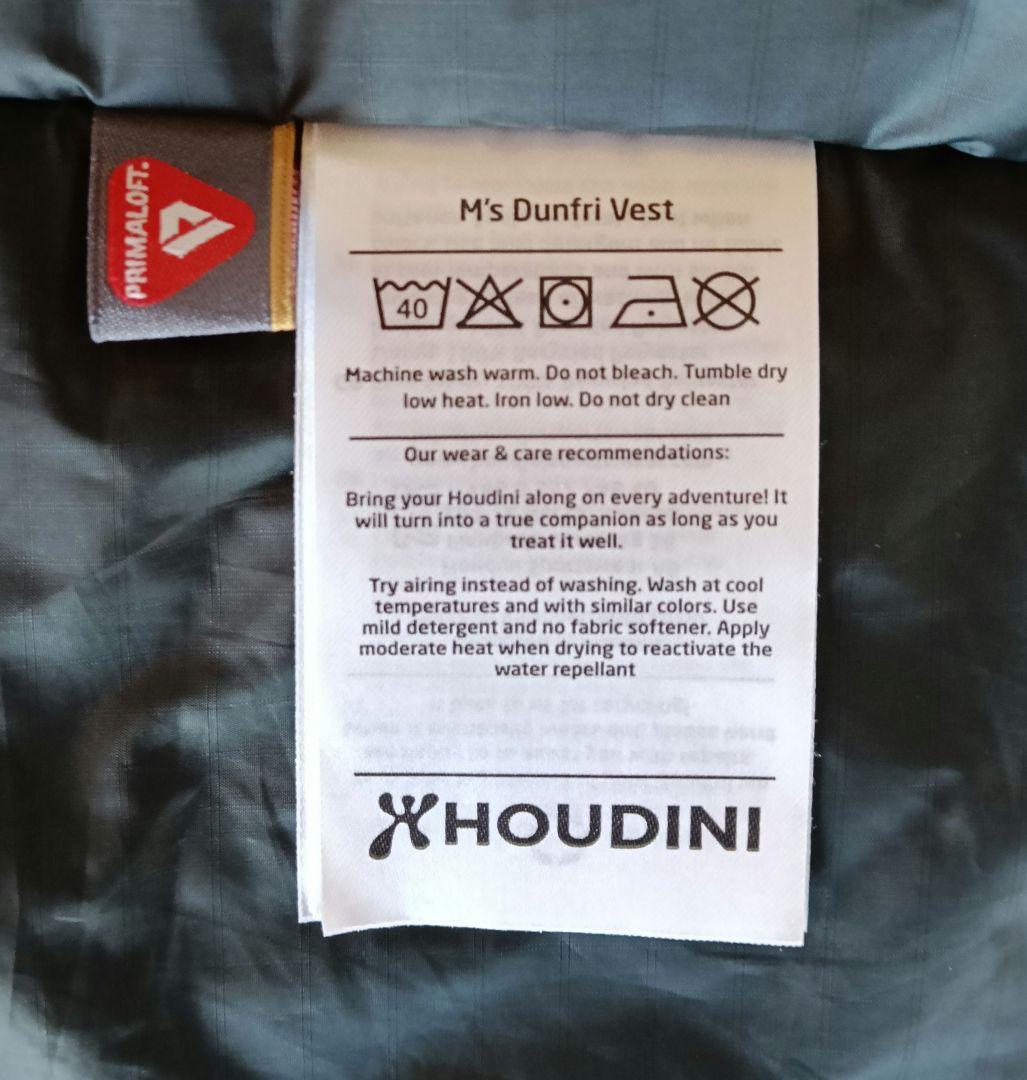 PRIMALOFT.
M's Dunfri Vest
40
Machine wash warm. Do not bleach. Tumble dry
low heat. Iron low. Do not dry clean
Our wear & care recommendations:
Bring your Houdini along on every adventure! It
will turn into a true companion as long as you
treat it well.
Try airing instead of washing. Wash at cool
temperatures and with similar colors. Use
mild detergent and no fabric softener. Apply
moderate heat when drying to reactivate the
water repellant
HOUDINI